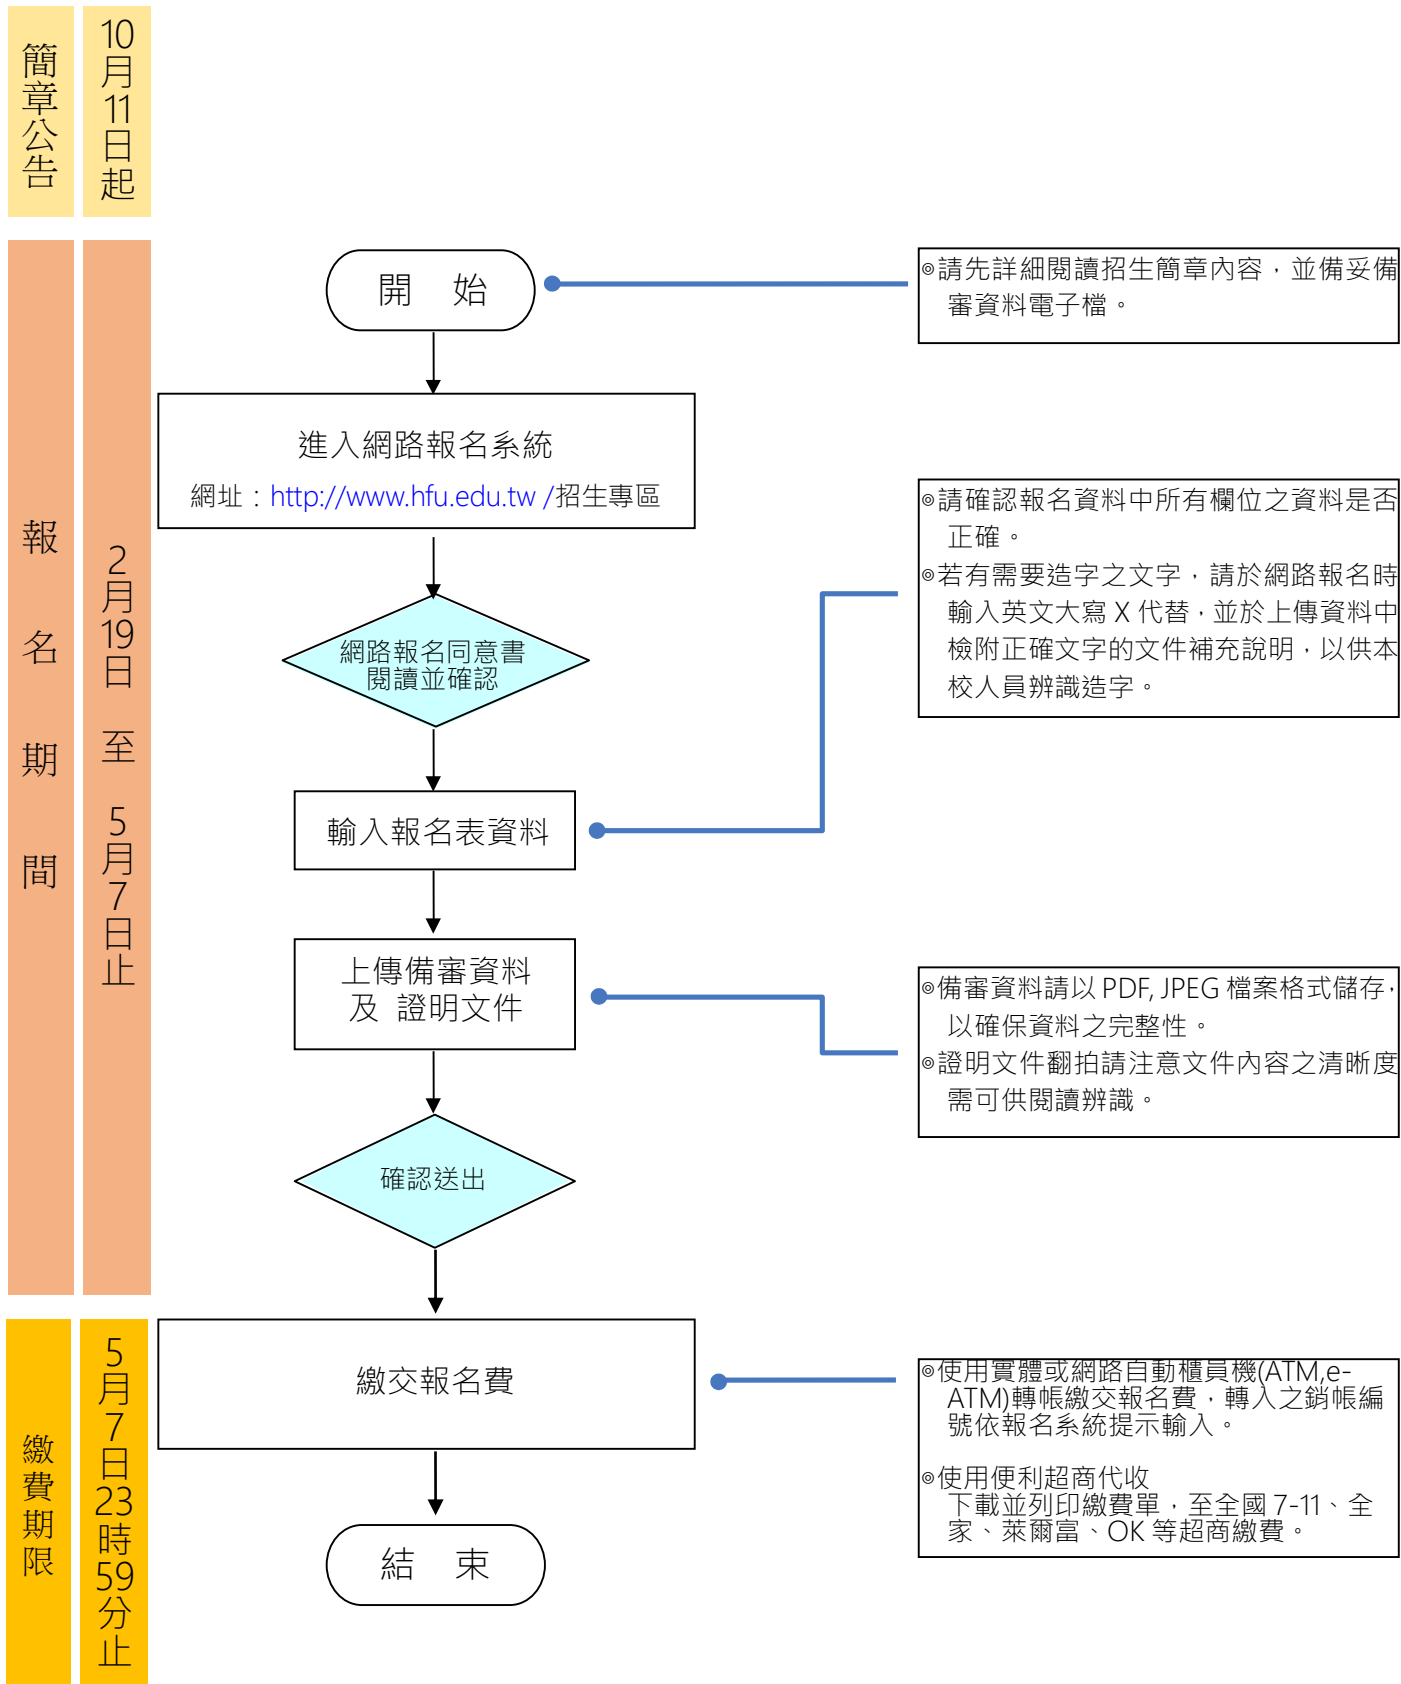 簡章公告
10月11日起
報名期間
2月19日 至 5月7日止
開 始
◎請先詳細閱讀招生簡章內容，並備妥備
審資料電子檔。
進入網路報名系統
網址：http://www.hfu.edu.tw /招生專區
網路報名同意書
閱讀並確認
輸入報名表資料
◎請確認報名資料中所有欄位之資料是否
正確。
◎若有需要造字之文字，請於網路報名時
輸入英文大寫 X 代替，並於上傳資料中
檢附正確文字的文件補充說明，以供本
校人員辨識造字。
上傳備審資料
及 證明文件
◎備審資料請以 PDF, JPEG 檔案格式儲存，
以確保資料之完整性。
◎證明文件翻拍請注意文件內容之清晰度
需可供閱讀辨識。
確認送出
繳費期限
5月7日23時59分止
繳交報名費
◎使用實體或網路自動櫃員機(ATM,e-
ATM)轉帳繳交報名費，轉入之銷帳編
號依報名系統提示輸入。
◎使用便利超商代收
下載並列印繳費單，至全國 7-11、全
家、萊爾富、OK 等超商繳費。
結 束